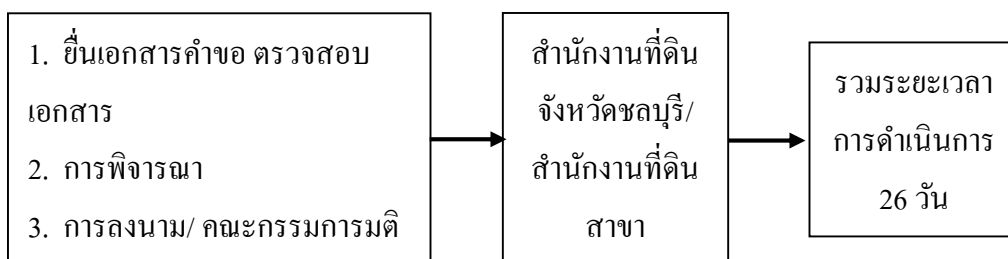 1. ยื่นเอกสารคำขอ ตรวจสอบ
เอกสาร
2. การพิจารณา
3. การลงนาม/ คณะกรรมการมติ
สำนักงานที่ดิน
จังหวัดชลบุรี/
สำนักงานที่ดิน
สาขา
รวมระยะเวลา
การดำเนินการ
26 วัน